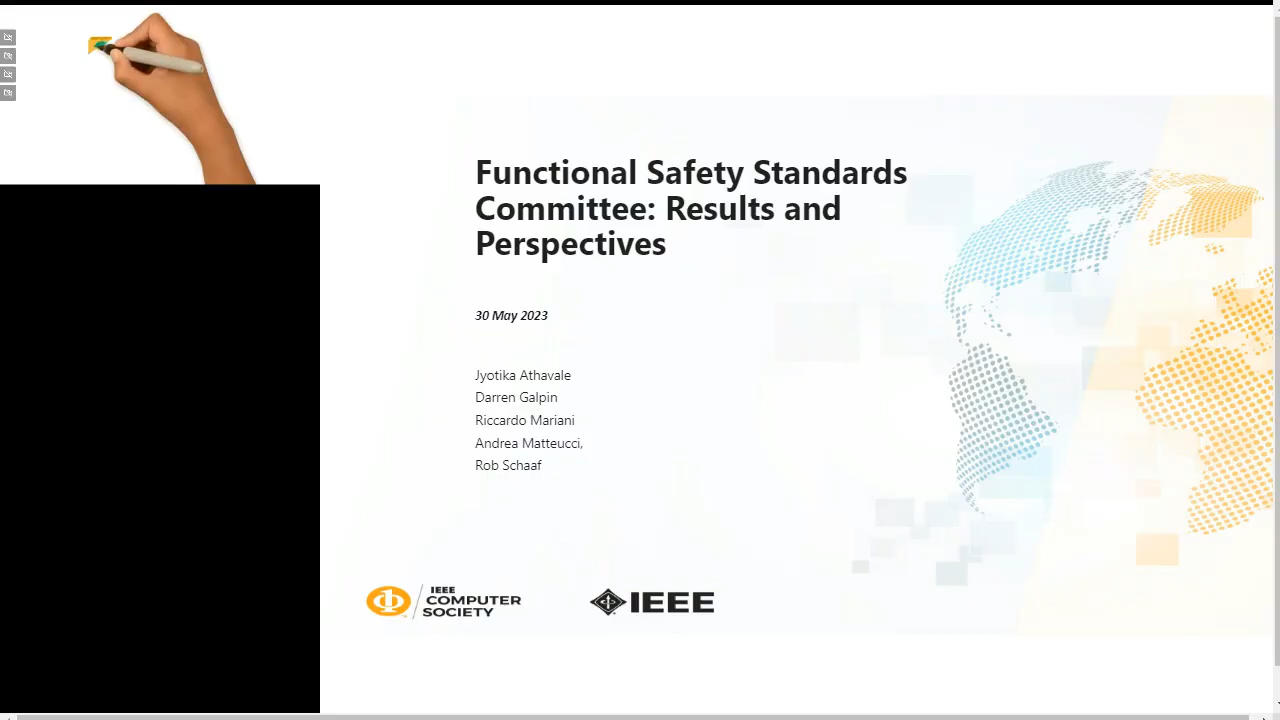 Functional Safety Standards
Committee: Results and
Perspectives
30 May 2023
Jyotika Athavale
Darren Galpin
Riccardo Mariani
Andrea Matteucci,
Rob Schaaf
IEEE
COMPUTER
SOCIETY
IEEE